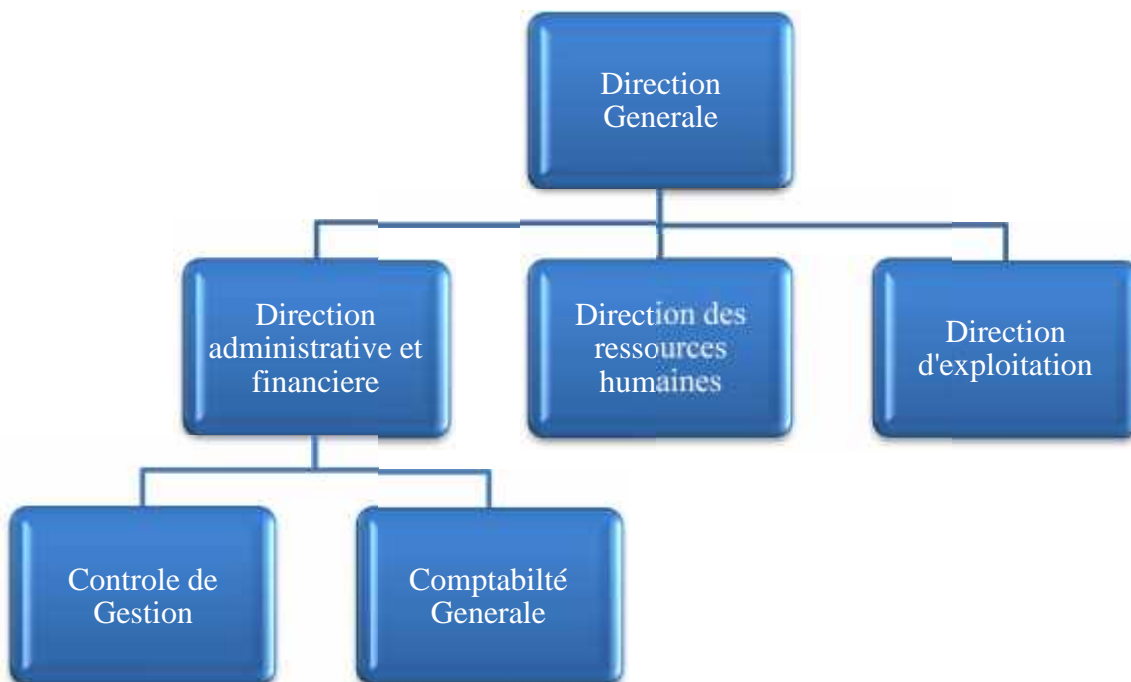 Direction
Generale
Direction
administrative et
financiere
Direction des
ressources
humaines
Direction
d'exploitation
Controle de
Gestion
Comptabilté
Generale